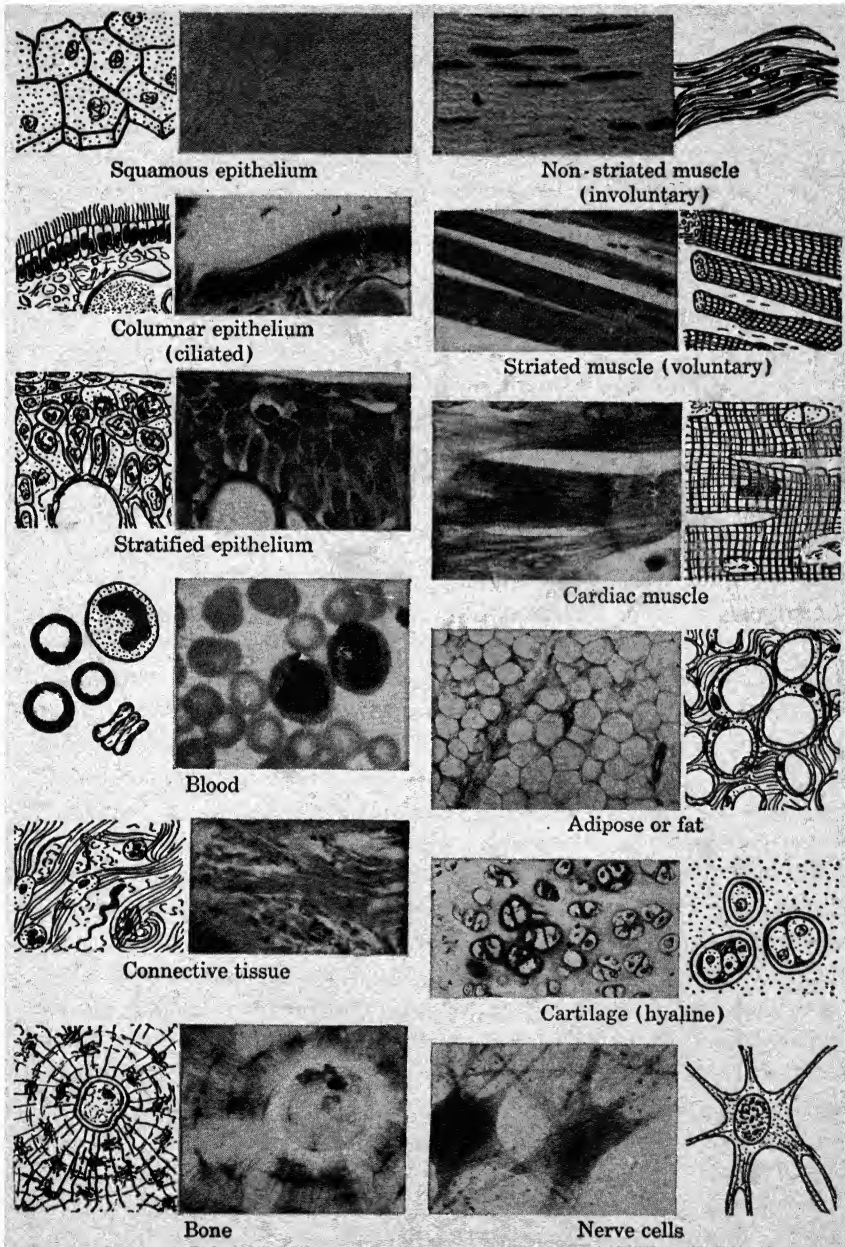 Squamous epithelium
Non-striated muscle
(involuntary)
Columnar epithelium
(ciliated)
Striated muscle (voluntary)
Stratified epithelium
Cardiac muscle
Blood
Adipose or fat
Connective tissue
Cartilage (hyaline)
Bone
Nerve cells